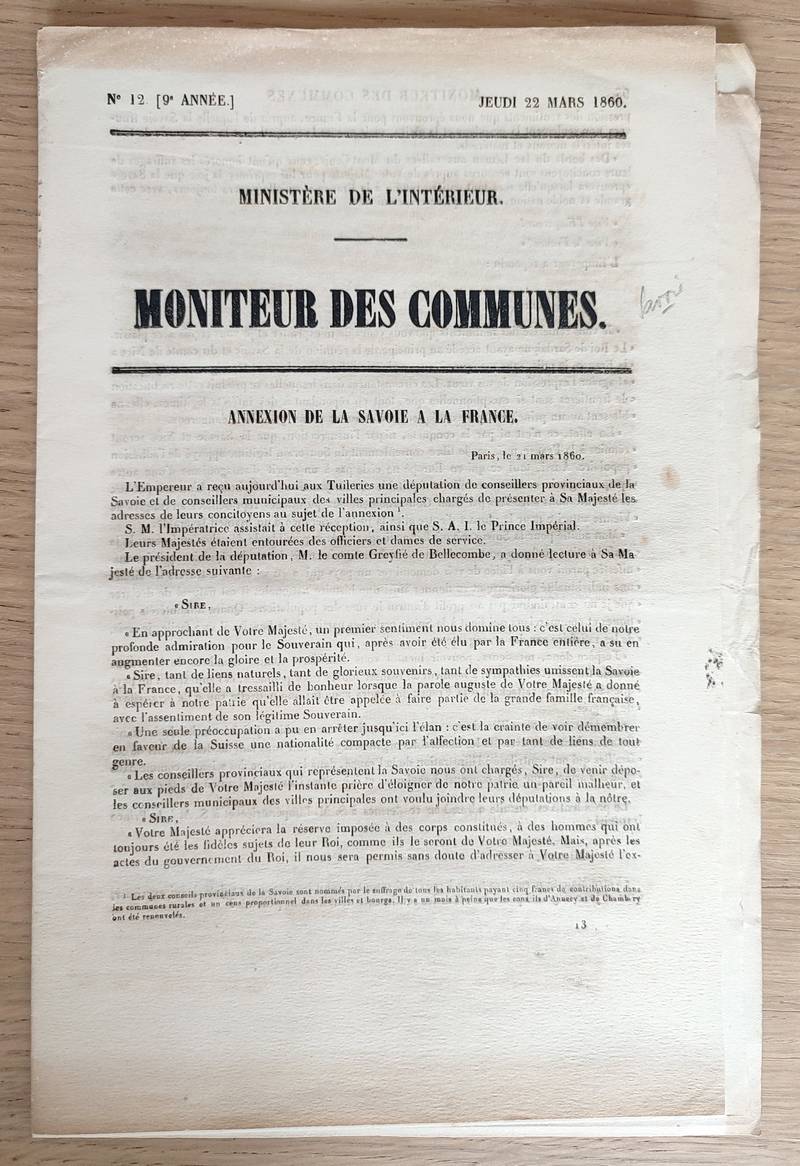 N° 12 [9e ANNÉE.] JEUDI 22 MARS 1860.
MINISTÈRE DE L'INTÉRIEUR.
MONITEUR DES COMMUNES.
ANNEXION DE LA SAVOIE A LA FRANCE.
Paris, le 21 mars 1860.
L'Empereur a reçu aujourd'hui aux Tuileries une députation de conseillers provinciaux de la
Savoie et de conseillers municipaux des villes principales chargés de présenter à Sa Majesté les
adresses de leurs concitoyens au sujet de l'annexion ¹.
S. M. l'Impératrice assistait à cette réception, ainsi que S. A. I. le Prince Impérial.
Leurs Majestés étaient entourées des officiers et dames de service.
Le président de la députation, M. le comte Greyfié de Bellecombe, a donné lecture à Sa Ma
jesté de l'adresse suivante :
« SIRE,
« En approchant de Votre Majesté, un premier sentiment nous domine tous : c'est celui de notre
profonde admiration pour le Souverain qui, après avoir été élu par la France entière, a su en
augmenter encore la gloire et la prospérité.
« Sire, tant de liens naturels, tant de glorieux souvenirs, tant de sympathies unissent la Savoie
à la France, qu'elle a tressailli de bonheur lorsque la parole auguste de Votre Majesté a donné
à espérer à notre patrie qu'elle allait être appelée à faire partie de la grande famille française,
avec l'assentiment de son légitime Souverain.
« Une seule préoccupation a pu en arrêter jusqu'ici l'élan : c'est la crainte de voir démembrer
en faveur de la Suisse une nationalité compacte par l'affection et par tant de liens de tout
genre.
« Les conseillers provinciaux qui représentent la Savoie nous ont chargés, Sire, de venir dépo-
ser aux pieds de Votre Majesté l'instante prière d'éloigner de notre patrie un pareil malheur, et
les conseillers municipaux des villes principales ont voulu joindre leurs députations à la nôtre.
« SIRE,
« Votre Majesté appréciera la réserve imposée à des corps constitués, à des hommes qui ont
toujours été les fidèles sujets de leur Roi, comme ils le seront de Votre Majesté. Mais, après les
actes du gouvernement du Roi, il nous sera permis sans doute d'adresser à Votre Majesté l'ex-
¹ Les deux conseils provinciaux de la Savoie sont nommés par le suffrage de tous les habitants payant cinq francs de contributions dans
les communes rurales et un cens proportionnel dans les villes et bourgs. Il y a un mois à peine que les conseils d'Annecy et de Chambéry
ont été renouvelés.
13